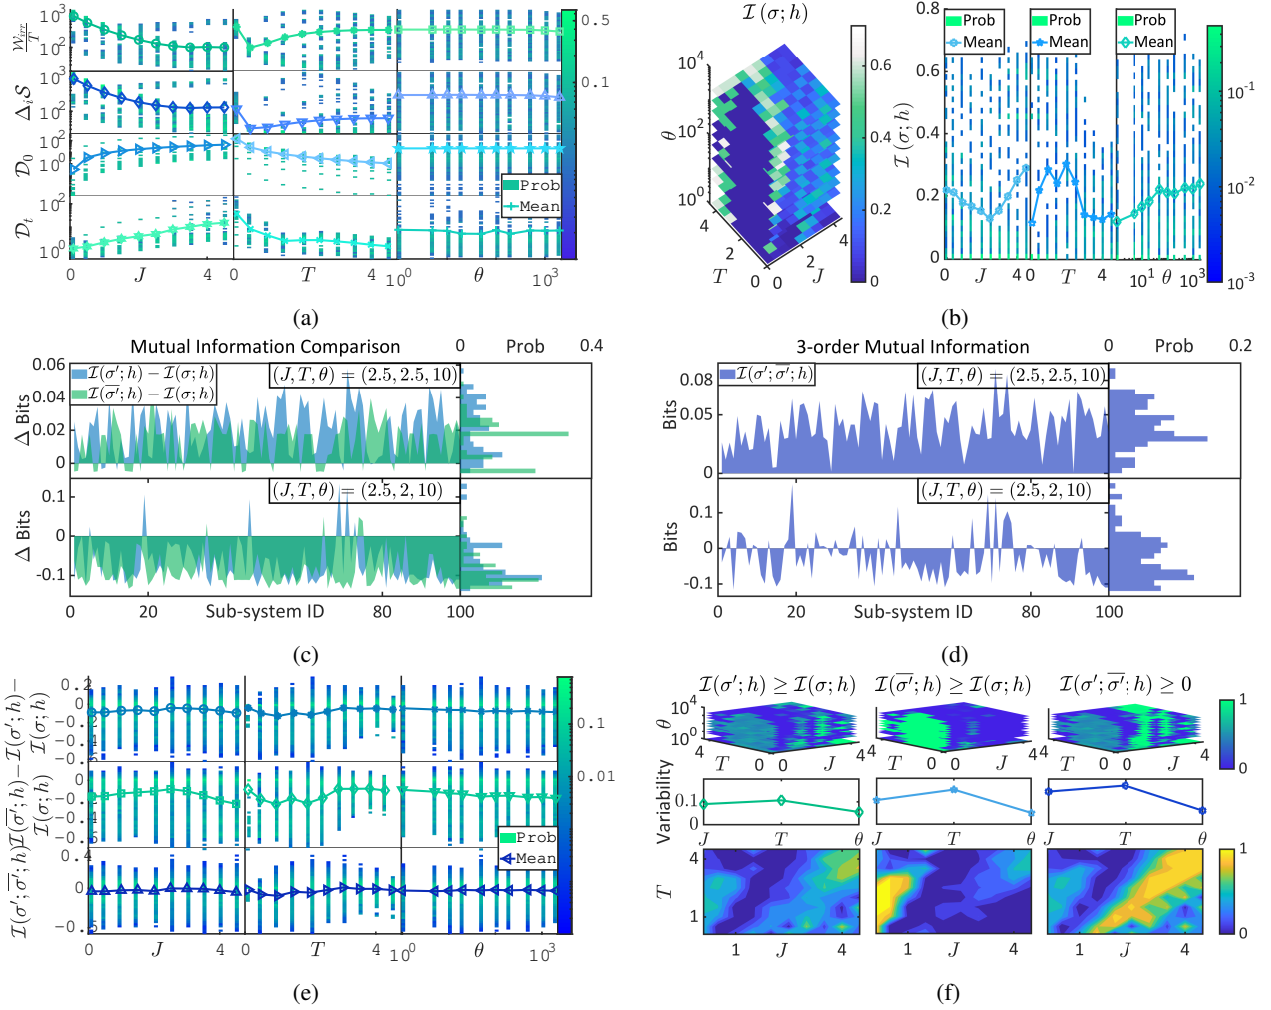 10³
10²
W_irr/T
10³
10²
Δ_i S
10²
10⁰
D₀
10²
10⁰
D_t
0 J 4 0 T 4 10⁰ θ 10³
Prob
Mean
0.5
0.1
(a)
I(σ; h)
10⁴
10²
10⁰
θ
4
2
0
T
0
2
4
J
0.6
0.4
0.2
0
0.8
0.6
0.4
0.2
0
I(σ; h)
Prob Prob Prob
Mean Mean Mean
0 J 4 0 T 4 10¹ θ 10³
10⁻¹
10⁻²
10⁻³
(b)
Mutual Information Comparison
0 Prob 0.4
0.06
0.04
0.02
0
Δ Bits
I(σ′; h) − I(σ; h)
I(σ̅′; h) − I(σ; h)
(J, T, θ) = (2.5, 2.5, 10)
0.1
0
-0.1
Δ Bits
(J, T, θ) = (2.5, 2, 10)
0 20 80 100
Sub-system ID
(c)
3-order Mutual Information
0 Prob 0.2
0.08
0.05
0
Bits
I(σ′; σ̅′; h)
(J, T, θ) = (2.5, 2.5, 10)
0.1
0
-0.1
Bits
(J, T, θ) = (2.5, 2, 10)
0 20 80 100
Sub-system ID
(d)
I(σ′; h) −
I(σ; h)
I(σ̅′; h) −
I(σ; h)
I(σ′; σ̅′; h)
Prob
Mean
0 J 4 0 T 4 10⁰ θ 10³
0.1
0.01
(e)
I(σ′; h) ≥ I(σ; h) I(σ̅′; h) ≥ I(σ; h) I(σ′; σ̅′; h) ≥ 0
10⁴
10⁰
θ
4 T 0 0 J 4 T 0 0 J 4 T 0 0 J 4
1
0
Variability
0.1
0
J T θ J T θ J T θ
4
1
T
1 J 4 1 J 4 1 J 4
1
0
(f)